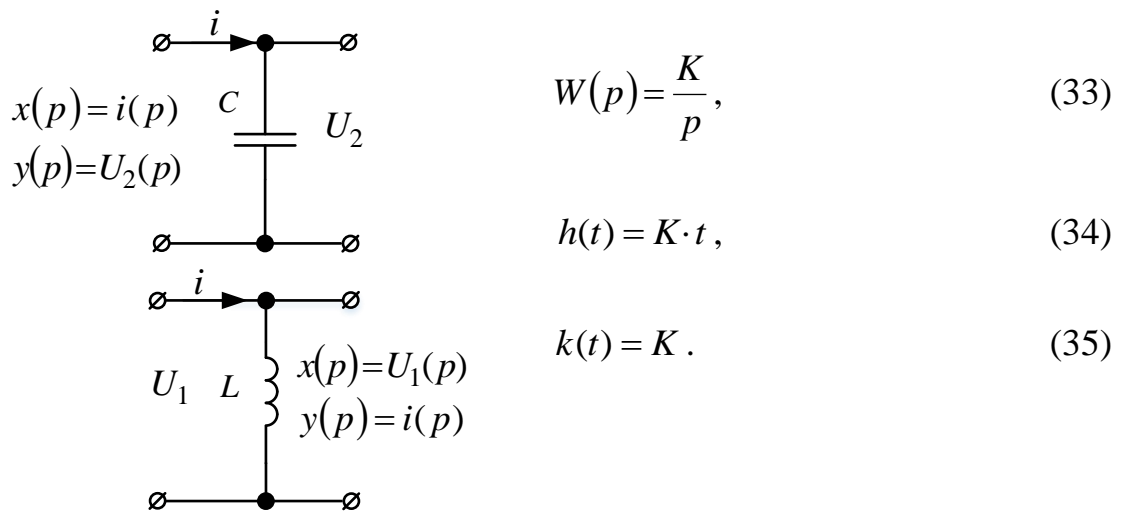 i
x(p)=i(p)
y(p)=U₂(p)
C
U₂
i
U₁
L
x(p)=U₁(p)
y(p)=i(p)
W(p)=K/p, (33)
h(t) = K·t, (34)
k(t) = K. (35)